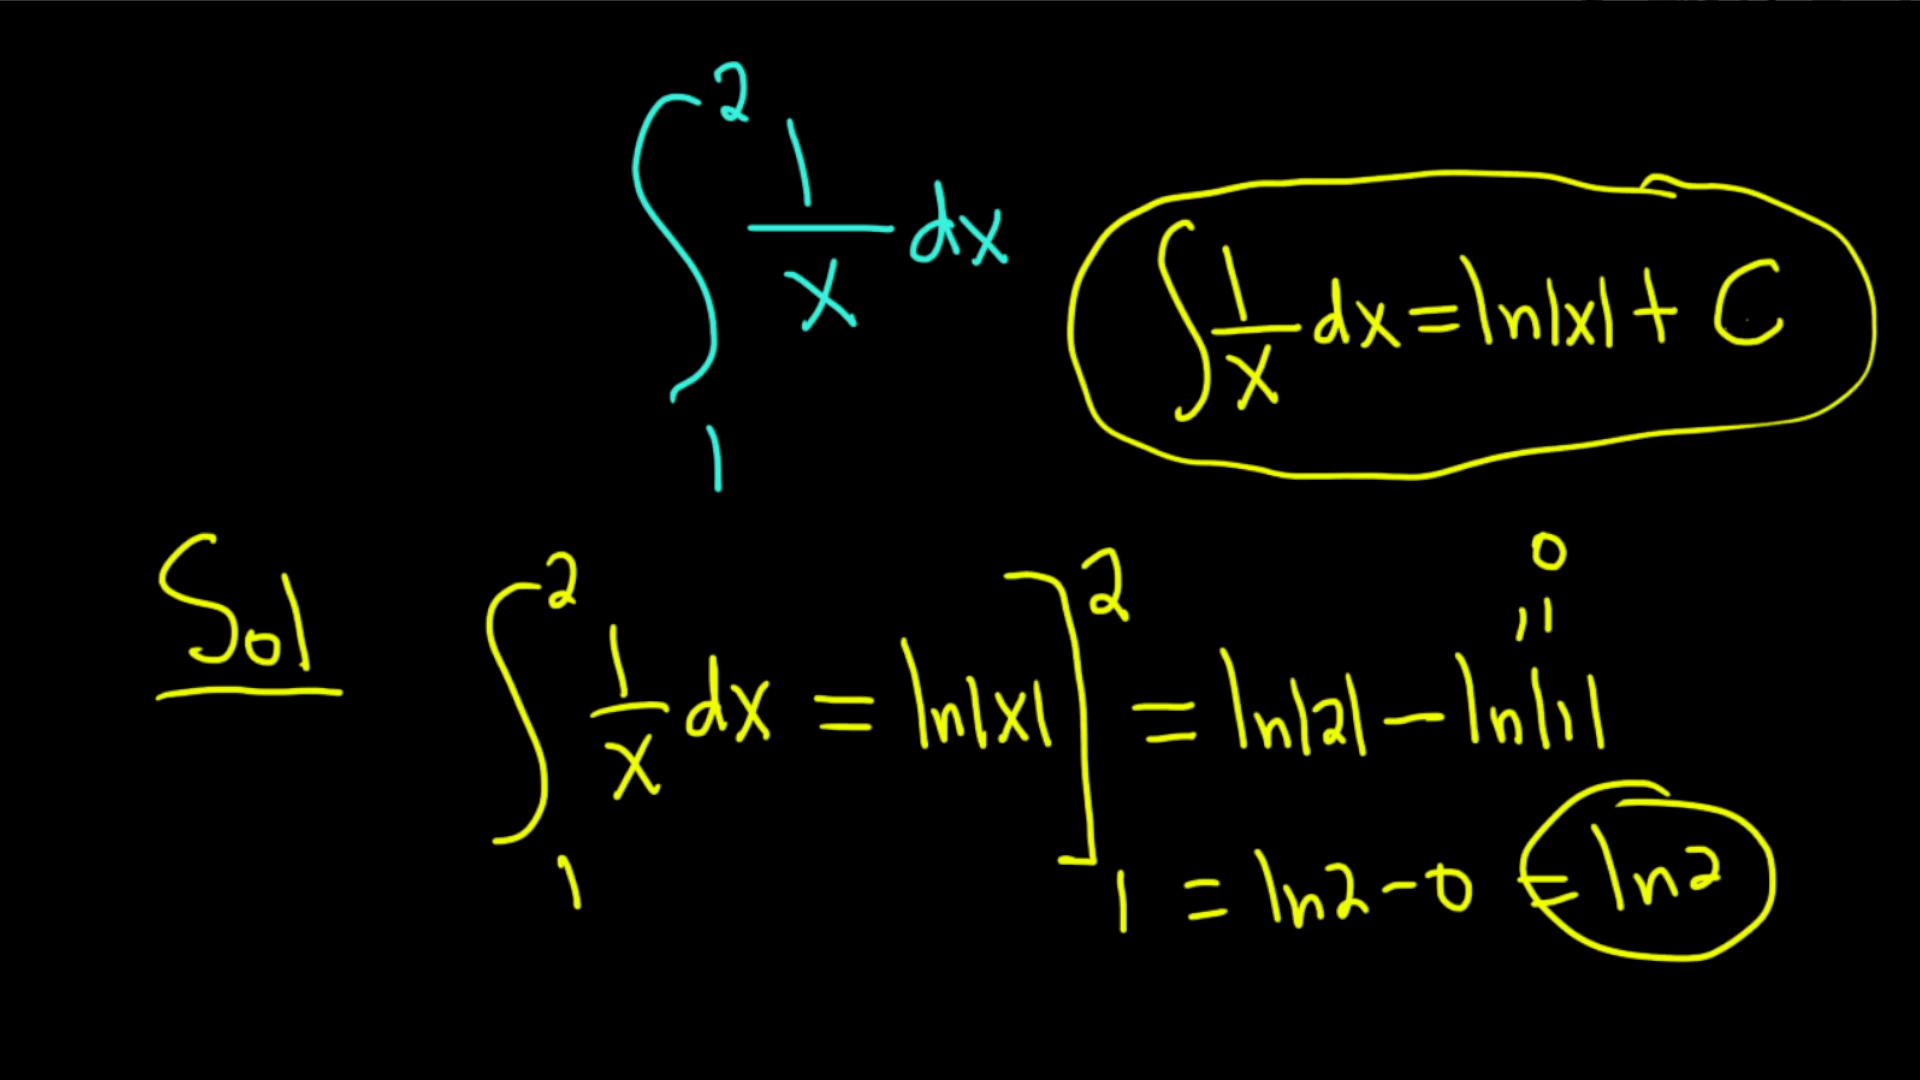 ∫₁² 1/x dx
∫ 1/x dx = ln|x| + C
Sol ∫₁² 1/x dx = ln|x| ]₁² = ln|2| - ln|1|
" 0
= ln2 - 0 = ln2